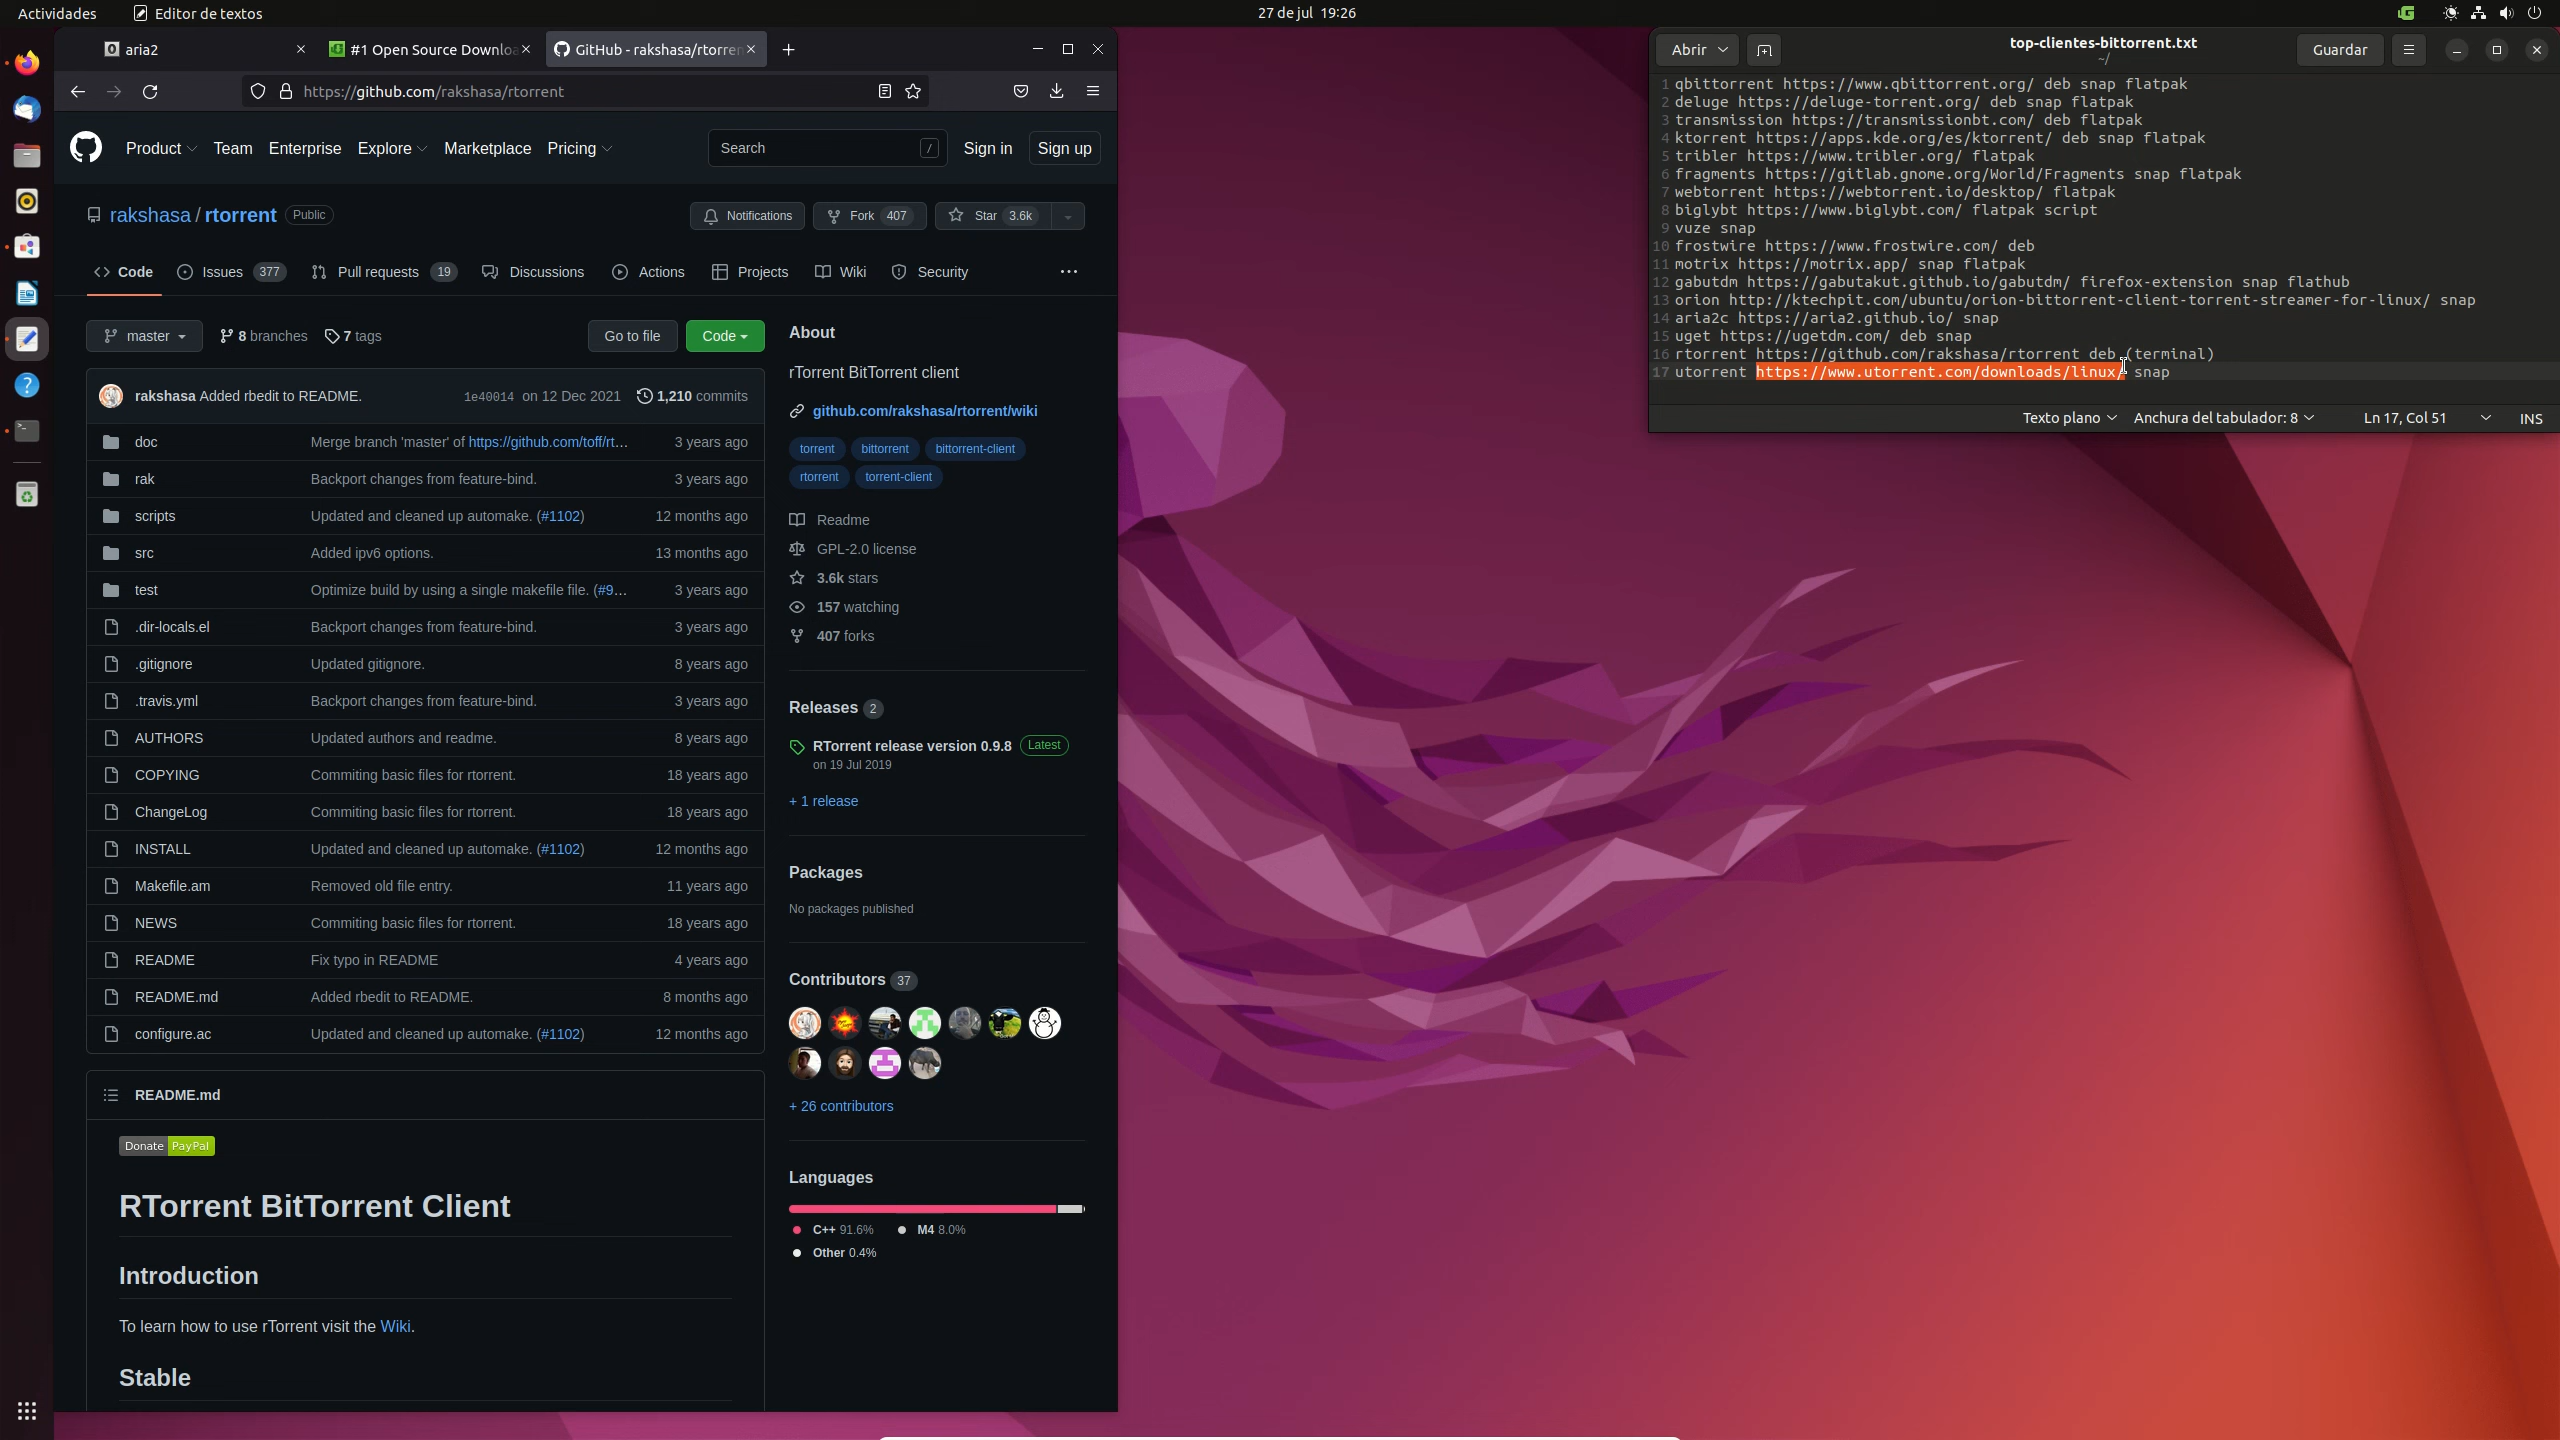 Actividades
Editor de textos
27 de jul 19:26
aria2
#1 Open Source Downlo
GitHub - rakshasa/rtorren
https://github.com/rakshasa/rtorrent
Product
Team
Enterprise
Explore
Marketplace
Pricing
Search
/
Sign in
Sign up
rakshasa / rtorrent
Public
Notifications
Fork 407
Star 3.6k
Code
Issues 377
Pull requests 19
Discussions
Actions
Projects
Wiki
Security
master
8 branches
7 tags
Go to file
Code
rakshasa Added rbedit to README. 1e40014 on 12 Dec 2021 1,210 commits
doc Merge branch 'master' of https://github.com/toff/rt... 3 years ago
rak Backport changes from feature-bind. 3 years ago
scripts Updated and cleaned up automake. (#1102) 12 months ago
src Added ipv6 options. 13 months ago
test Optimize build by using a single makefile file. (#9... 3 years ago
.dir-locals.el Backport changes from feature-bind. 3 years ago
.gitignore Updated gitignore. 8 years ago
.travis.yml Backport changes from feature-bind. 3 years ago
AUTHORS Updated authors and readme. 8 years ago
COPYING Commiting basic files for rtorrent. 18 years ago
ChangeLog Commiting basic files for rtorrent. 18 years ago
INSTALL Updated and cleaned up automake. (#1102) 12 months ago
Makefile.am Removed old file entry. 11 years ago
NEWS Commiting basic files for rtorrent. 18 years ago
README Fix typo in README 4 years ago
README.md Added rbedit to README. 8 months ago
configure.ac Updated and cleaned up automake. (#1102) 12 months ago
README.md
Donate PayPal
RTorrent BitTorrent Client
Introduction
To learn how to use rTorrent visit the Wiki.
Stable
About
rTorrent BitTorrent client
github.com/rakshasa/rtorrent/wiki
torrent bittorrent bittorrent-client
rtorrent torrent-client
Readme
GPL-2.0 license
3.6k stars
157 watching
407 forks
Releases 2
RTorrent release version 0.9.8 Latest
on 19 Jul 2019
+ 1 release
Packages
No packages published
Contributors 37
+ 26 contributors
Languages
C++ 91.6% M4 8.0%
Other 0.4%
Abrir
top-clientes-bittorrent.txt
~/
Guardar
1 qbittorrent https://www.qbittorrent.org/ deb snap flatpak
2 deluge https://deluge-torrent.org/ deb snap flatpak
3 transmission https://transmissionbt.com/ deb flatpak
4 ktorrent https://apps.kde.org/es/ktorrent/ deb snap flatpak
5 tribler https://www.tribler.org/ flatpak
6 fragments https://gitlab.gnome.org/World/Fragments snap flatpak
7 webtorrent https://webtorrent.io/desktop/ flatpak
8 biglybt https://www.biglybt.com/ flatpak script
9 vuze snap
10 frostwire https://www.frostwire.com/ deb
11 motrix https://motrix.app/ snap flatpak
12 gabutdm https://gabutakut.github.io/gabutdm/ firefox-extension snap flathub
13 orion http://ktechpit.com/ubuntu/orion-bittorrent-client-torrent-streamer-for-linux/ snap
14 aria2c https://aria2.github.io/ snap
15 uget https://ugetdm.com/ deb snap
16 rtorrent https://github.com/rakshasa/rtorrent deb (terminal)
17 utorrent https://www.utorrent.com/downloads/linux/ snap
Texto plano
Anchura del tabulador: 8
Ln 17, Col 51
INS